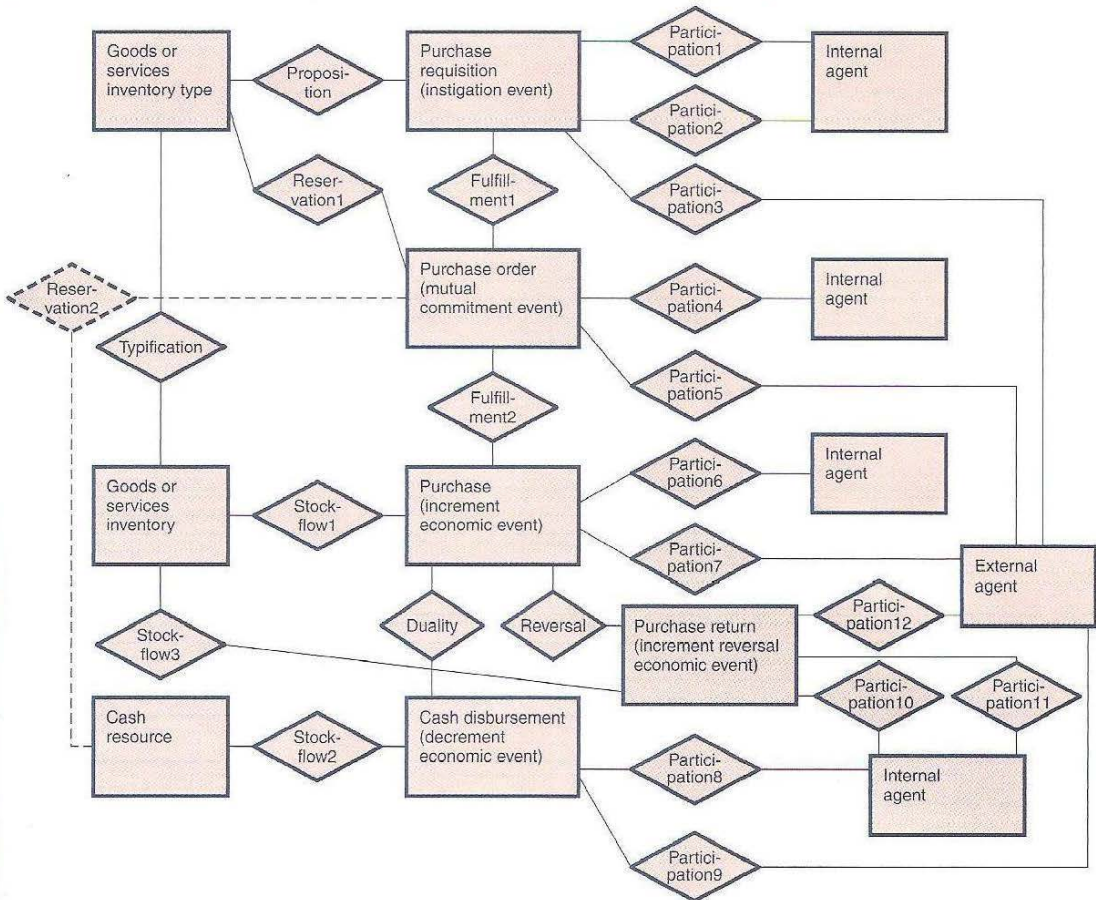 Goods or
services
inventory type
Proposi-
tion
Purchase
requisition
(instigation event)
Partici-
pation1
Internal
agent
Partici-
pation2
Reser-
vation1
Fulfill-
ment1
Partici-
pation3
Reser-
vation2
Purchase order
(mutual
commitment event)
Partici-
pation4
Internal
agent
Typification
Partici-
pation5
Fulfill-
ment2
Goods or
services
inventory
Stock-
flow1
Purchase
(increment
economic event)
Partici-
pation6
Internal
agent
Partici-
pation7
External
agent
Stock-
flow3
Duality
Reversal
Purchase return
(increment reversal
economic event)
Partici-
pation12
Partici-
pation10
Partici-
pation11
Cash
resource
Stock-
flow2
Cash disbursement
(decrement
economic event)
Partici-
pation8
Internal
agent
Partici-
pation9